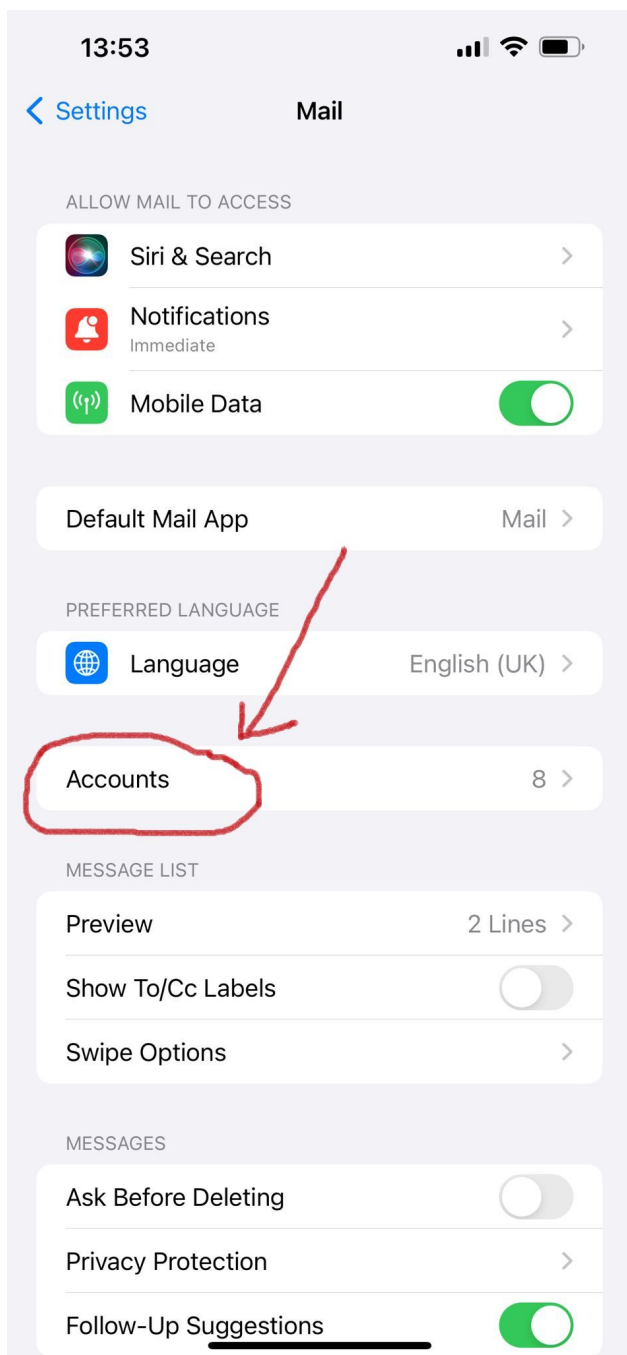 13:53
Settings
Mail
ALLOW MAIL TO ACCESS
Siri & Search
Notifications
Immediate
Mobile Data
Default Mail App
Mail
PREFERRED LANGUAGE
Language
English (UK)
Accounts
8
MESSAGE LIST
Preview
2 Lines
Show To/Cc Labels
Swipe Options
MESSAGES
Ask Before Deleting
Privacy Protection
Follow-Up Suggestions